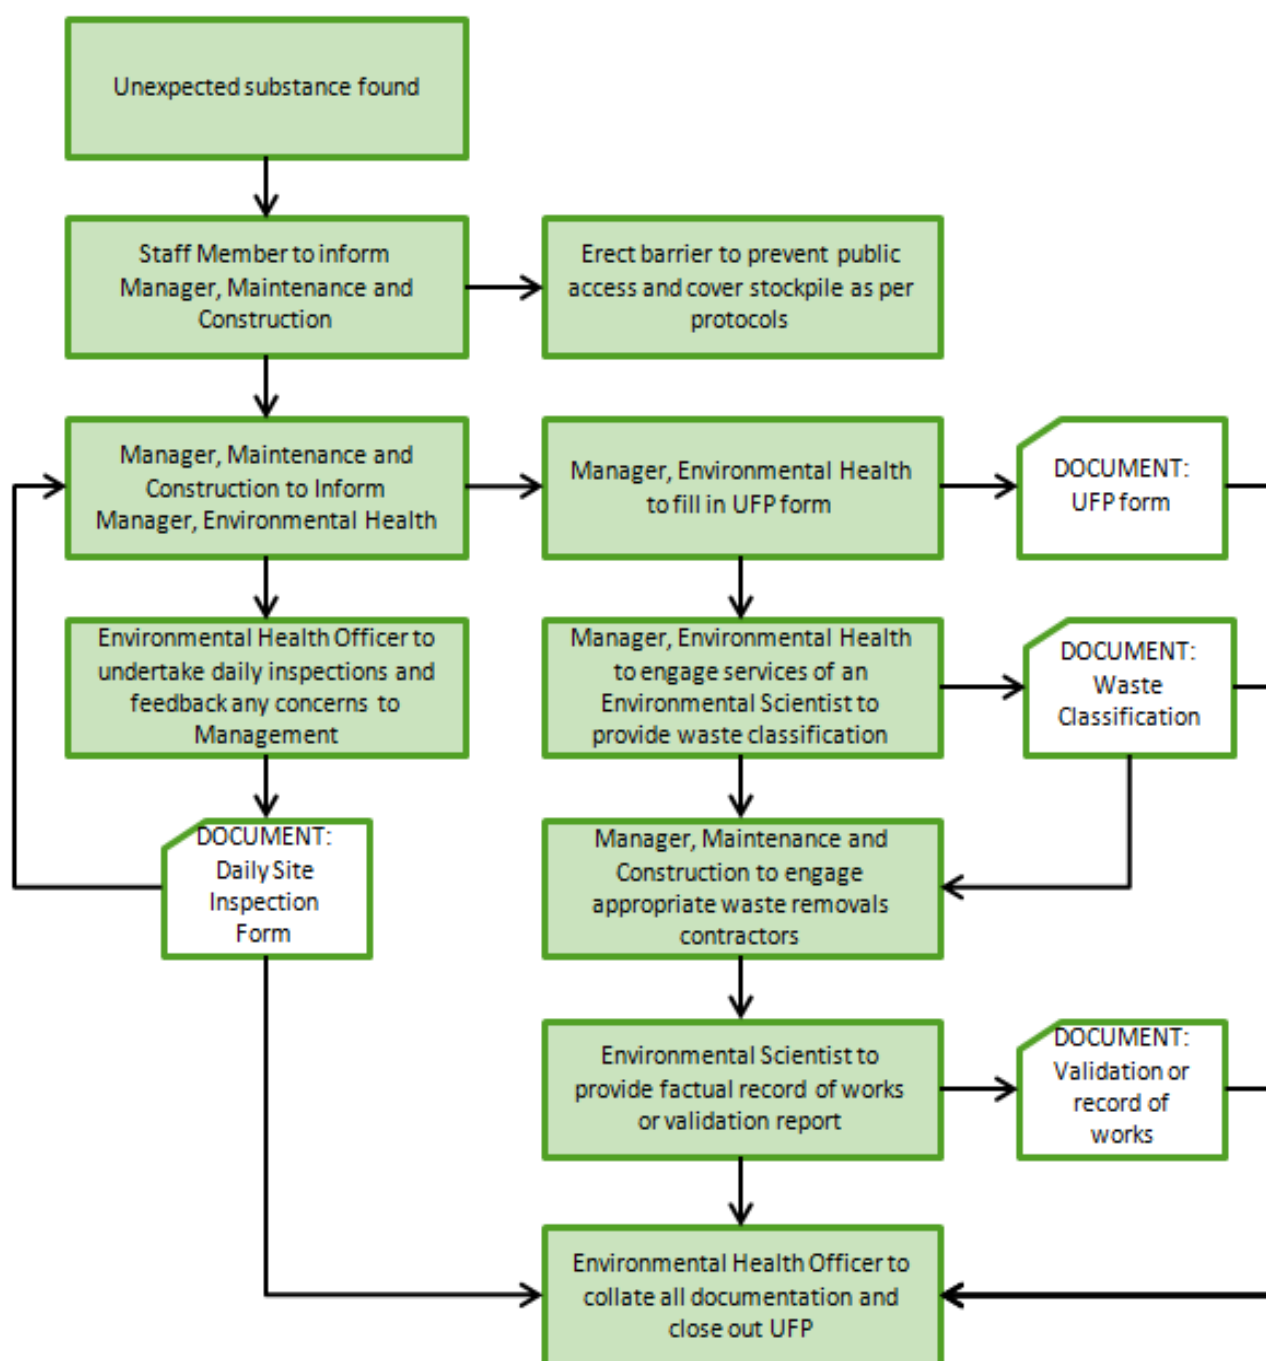 Unexpected substance found
Staff Member to inform
Manager, Maintenance and
Construction
Erect barrier to prevent public
access and cover stockpile as per
protocols
Manager, Maintenance and
Construction to Inform
Manager, Environmental Health
Manager, Environmental Health
to fill in UFP form
DOCUMENT:
UFP form
Environmental Health Officer to
undertake daily inspections and
feedback any concerns to
Management
Manager, Environmental Health
to engage services of an
Environmental Scientist to
provide waste classification
DOCUMENT:
Waste
Classification
DOCUMENT:
Daily Site
Inspection
Form
Manager, Maintenance and
Construction to engage
appropriate waste removals
contractors
Environmental Scientist to
provide factual record of works
or validation report
DOCUMENT:
Validation or
record of
works
Environmental Health Officer to
collate all documentation and
close out UFP